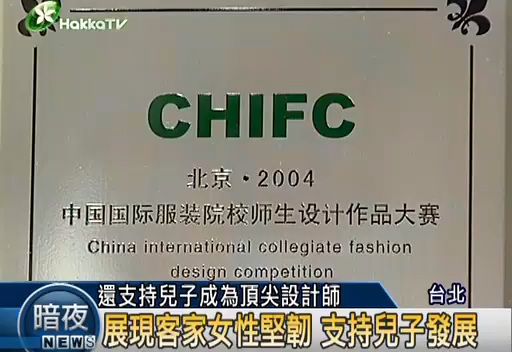 HakkaTV
CHIFC
北京·2004
中国国际服装院校师生设计作品大赛
China international collegiate fashion
design competition
還支持兒子成為頂尖設計師
台北
暗夜
NEWS
展現客家女性堅韌 支持兒子發展